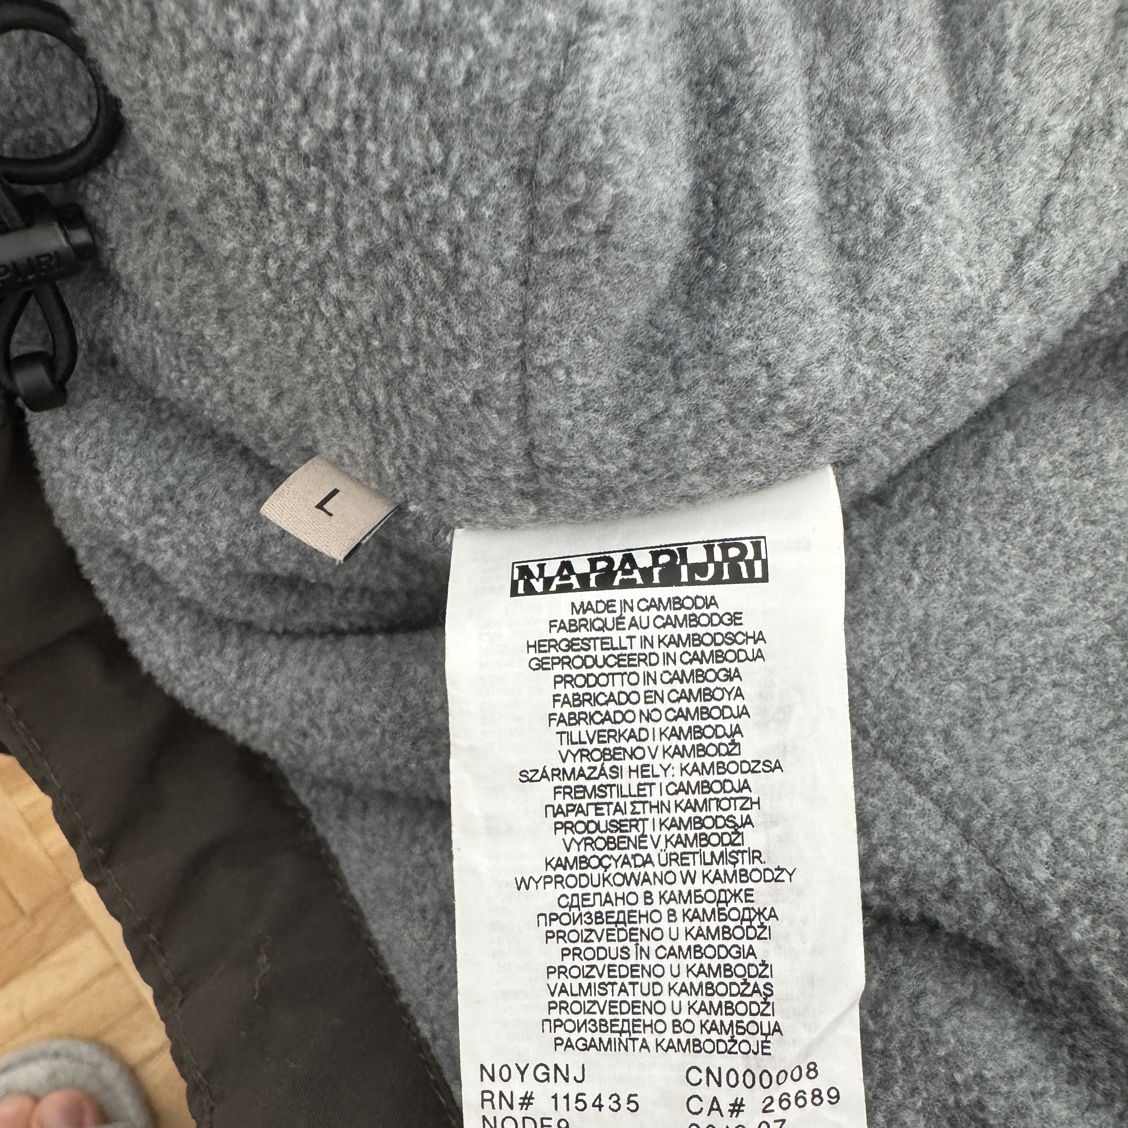 L
NAPAPIJRI
MADE IN CAMBODIA
FABRIQUÉ AU CAMBODGE
HERGESTELLT IN KAMBODSCHA
GEPRODUCEERD IN CAMBODJA
PRODOTTO IN CAMBOGIA
FABRICADO EN CAMBOYA
FABRICADO NO CAMBODJA
TILLVERKAD I KAMBODJA
VYROBENO V KAMBODŽI
SZÁRMAZÁSI HELY: KAMBODZSA
FREMSTILLET I CAMBODJA
ΠΑΡΑΓΕΤΑΙ ΣΤΗΝ ΚΑΜΠΟΤΖΗ
PRODUSERT I KAMBODSJA
VYROBENÉ V KAMBODŽI
KAMBOÇYA'DA ÜRETİLMİŞTİR.
WYPRODUKOWANO W KAMBODŻY
СДЕЛАНО В КАМБОДЖЕ
ПРОИЗВЕДЕНО В КАМБОДЖА
PROIZVEDENO U KAMBODŽI
PRODUS ÎN CAMBODGIA
PROIZVEDENO U KAMBODŽI
VALMISTATUD KAMBODŽAS
PROIZVEDENO U KAMBODŽI
ПРОИЗВЕДЕНО ВО КАМБОЏА
PAGAMINTA KAMBODŽOJE
N0YGNJ CN000008
RN# 115435 CA# 26689